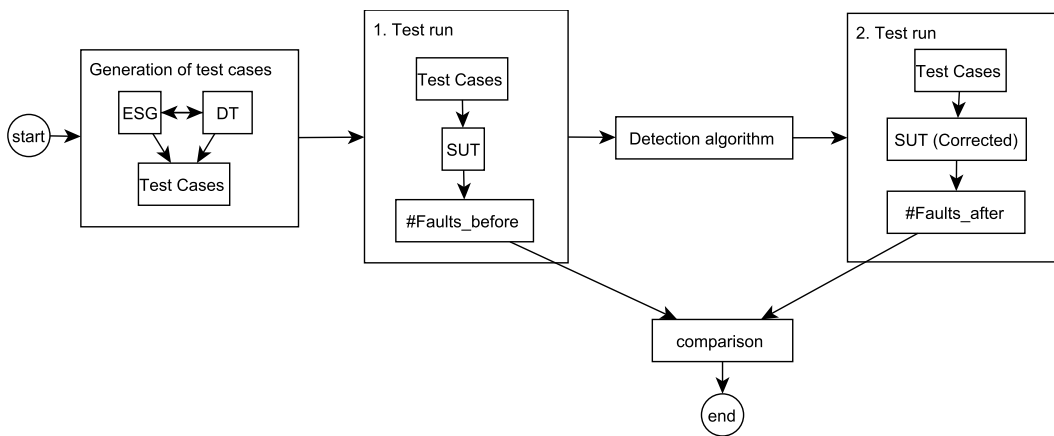 start
Generation of test cases
ESG
DT
Test Cases
1. Test run
Test Cases
SUT
#Faults_before
Detection algorithm
2. Test run
Test Cases
SUT (Corrected)
#Faults_after
comparison
end